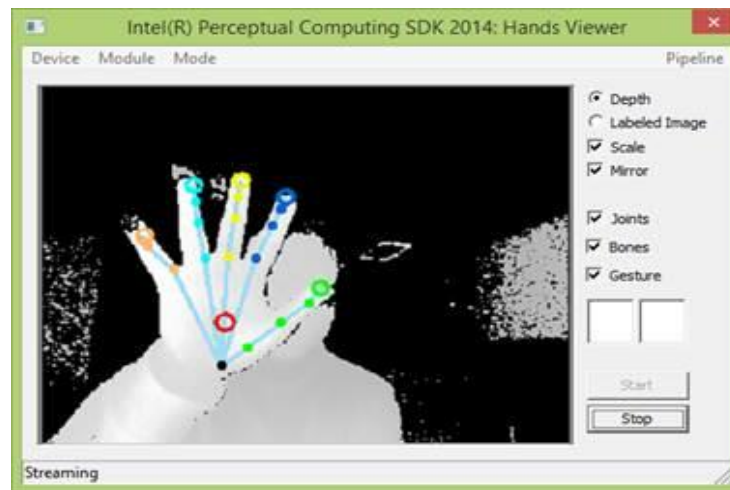 Intel(R) Perceptual Computing SDK 2014: Hands Viewer
Device Module Mode Pipeline
Depth
Labeled Image
Scale
Mirror
Joints
Bones
Gesture
Start
Stop
Streaming